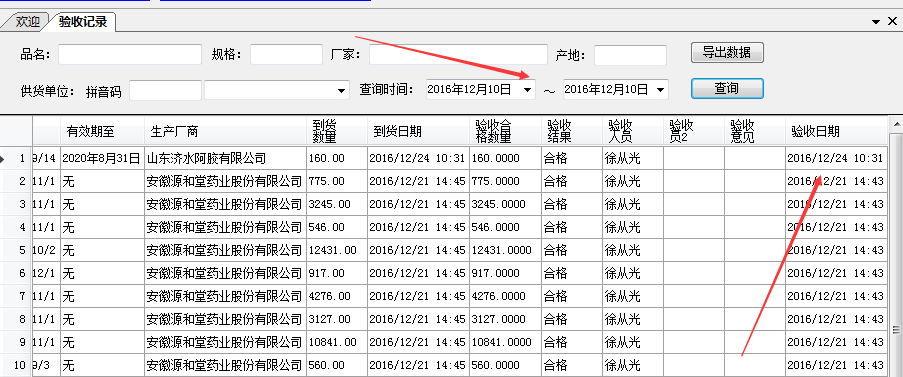 欢迎 验收记录
品名： 规格： 厂家： 产地： 导出数据
供货单位： 拼音码 查询时间： 2016年12月10日 ～ 2016年12月10日 查询
有效期至 生产厂商 到货数量 到货日期 验收合格数量 验收结果 验收人员 验收员2 验收意见 验收日期
1 9/14 2020年8月31日 山东济水阿胶有限公司 160.00 2016/12/24 10:31 160.0000 合格 徐从光 2016/12/24 10:31
2 11/1 无 安徽源和堂药业股份有限公司 775.00 2016/12/21 14:45 775.0000 合格 徐从光 2016/12/21 14:43
3 11/1 无 安徽源和堂药业股份有限公司 3245.00 2016/12/21 14:45 3245.0000 合格 徐从光 2016/12/21 14:43
4 11/1 无 安徽源和堂药业股份有限公司 546.00 2016/12/21 14:45 546.0000 合格 徐从光 2016/12/21 14:43
5 10/2 无 安徽源和堂药业股份有限公司 12431.00 2016/12/21 14:45 12431.0000 合格 徐从光 2016/12/21 14:43
6 12/1 无 安徽源和堂药业股份有限公司 917.00 2016/12/21 14:45 917.0000 合格 徐从光 2016/12/21 14:43
7 11/1 无 安徽源和堂药业股份有限公司 4276.00 2016/12/21 14:45 4276.0000 合格 徐从光 2016/12/21 14:43
8 11/1 无 安徽源和堂药业股份有限公司 3127.00 2016/12/21 14:45 3127.0000 合格 徐从光 2016/12/21 14:43
9 11/1 无 安徽源和堂药业股份有限公司 10841.00 2016/12/21 14:45 10841.0000 合格 徐从光 2016/12/21 14:43
10 9/3 无 安徽源和堂药业股份有限公司 560.00 2016/12/21 14:45 560.0000 合格 徐从光 2016/12/21 14:43